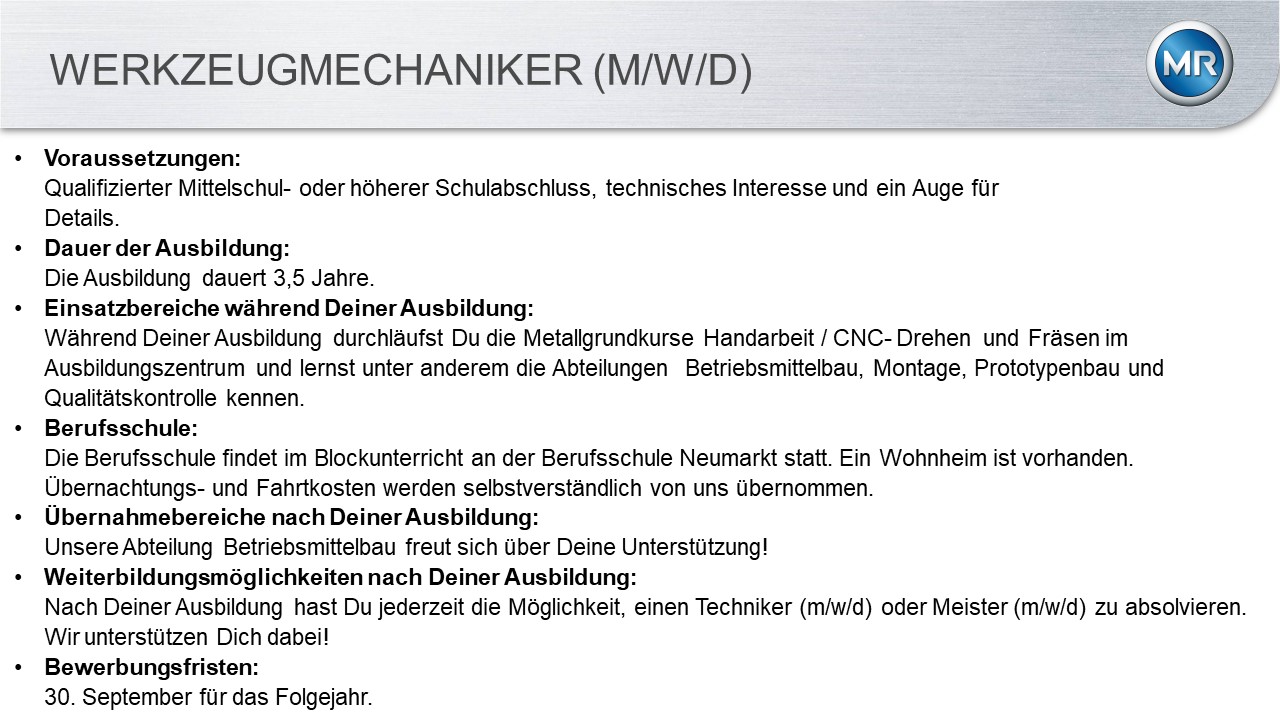 WERKZEUGMECHANIKER (M/W/D)
MR
• Voraussetzungen:
Qualifizierter Mittelschul- oder höherer Schulabschluss, technisches Interesse und ein Auge für
Details.
• Dauer der Ausbildung:
Die Ausbildung dauert 3,5 Jahre.
• Einsatzbereiche während Deiner Ausbildung:
Während Deiner Ausbildung durchläufst Du die Metallgrundkurse Handarbeit / CNC- Drehen und Fräsen im
Ausbildungszentrum und lernst unter anderem die Abteilungen Betriebsmittelbau, Montage, Prototypenbau und
Qualitätskontrolle kennen.
• Berufsschule:
Die Berufsschule findet im Blockunterricht an der Berufsschule Neumarkt statt. Ein Wohnheim ist vorhanden.
Übernachtungs- und Fahrtkosten werden selbstverständlich von uns übernommen.
• Übernahmebereiche nach Deiner Ausbildung:
Unsere Abteilung Betriebsmittelbau freut sich über Deine Unterstützung!
• Weiterbildungsmöglichkeiten nach Deiner Ausbildung:
Nach Deiner Ausbildung hast Du jederzeit die Möglichkeit, einen Techniker (m/w/d) oder Meister (m/w/d) zu absolvieren.
Wir unterstützen Dich dabei!
• Bewerbungsfristen:
30. September für das Folgejahr.